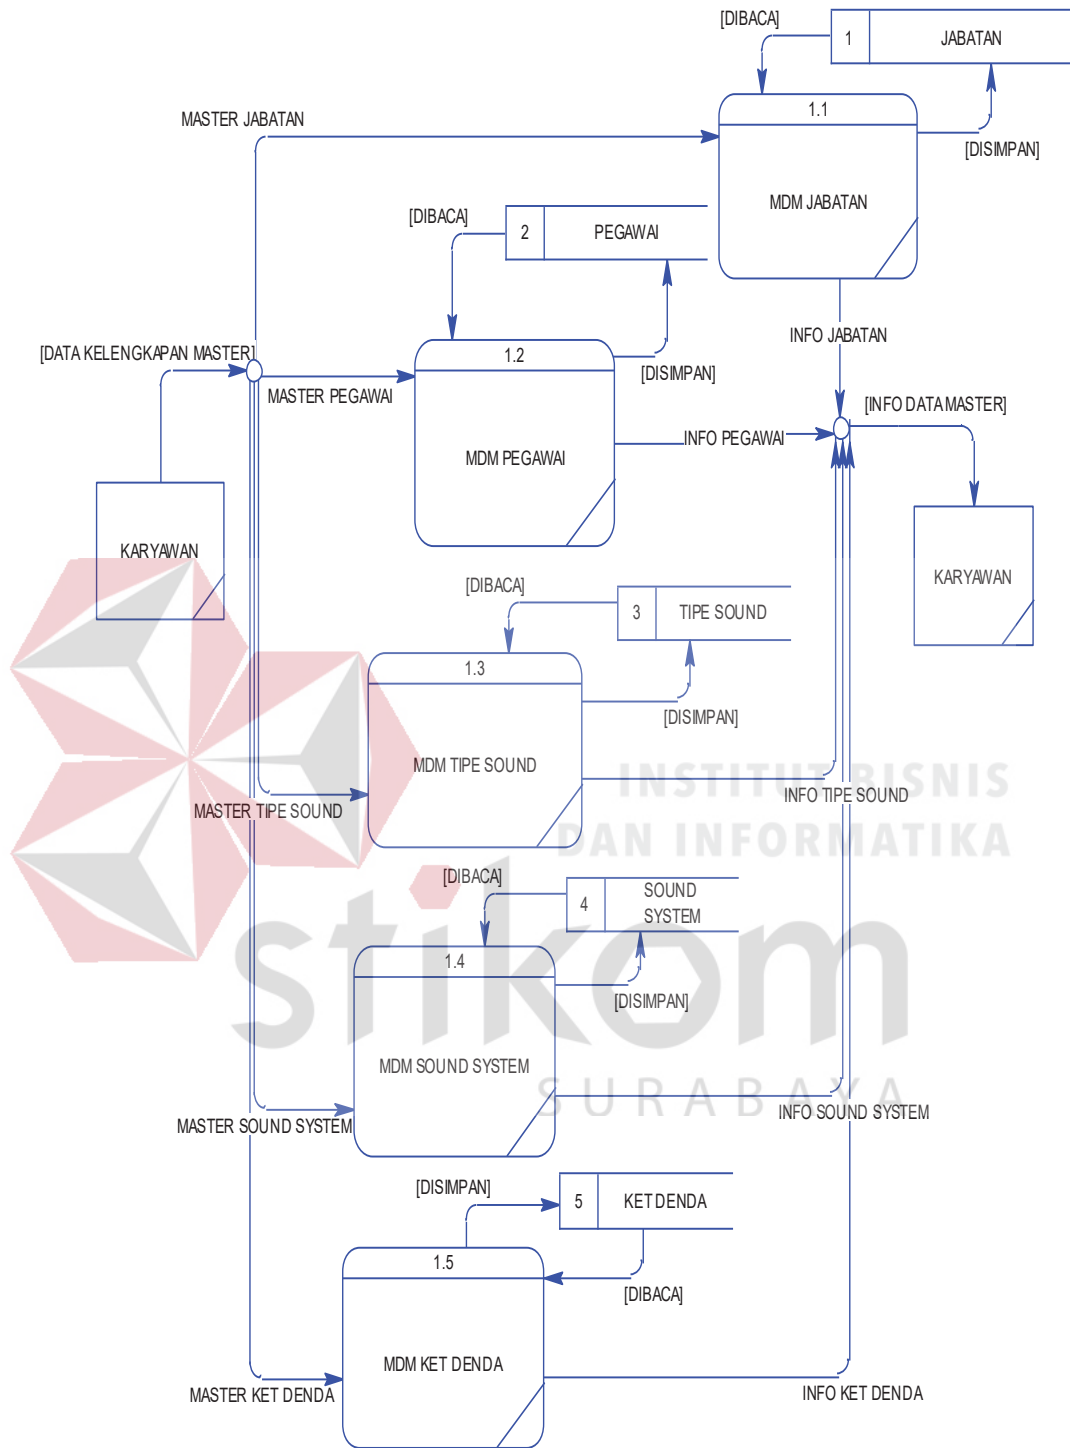 [DIBACA]
1
JABATAN
1.1
MASTER JABATAN
[DISIMPAN]
MDM JABATAN
[DIBACA]
2
PEGAWAI
INFO JABATAN
[DATA KELENGKAPAN MASTER]
1.2
[DISIMPAN]
MASTER PEGAWAI
[INFO DATA MASTER]
INFO PEGAWAI
MDM PEGAWAI
KARYAWAN
KARYAWAN
[DIBACA]
3
TIPE SOUND
1.3
[DISIMPAN]
MDM TIPE SOUND
INSTITUT BISNIS
MASTER TIPE SOUND
INFO TIPE SOUND
DAN INFORMATIKA
[DIBACA]
4
SOUND
SYSTEM
1.4
stikom
[DISIMPAN]
MDM SOUND SYSTEM
SURABAYA
MASTER SOUND SYSTEM
INFO SOUND SYSTEM
[DISIMPAN]
5
KET DENDA
1.5
[DIBACA]
MDM KET DENDA
MASTER KET DENDA
INFO KET DENDA